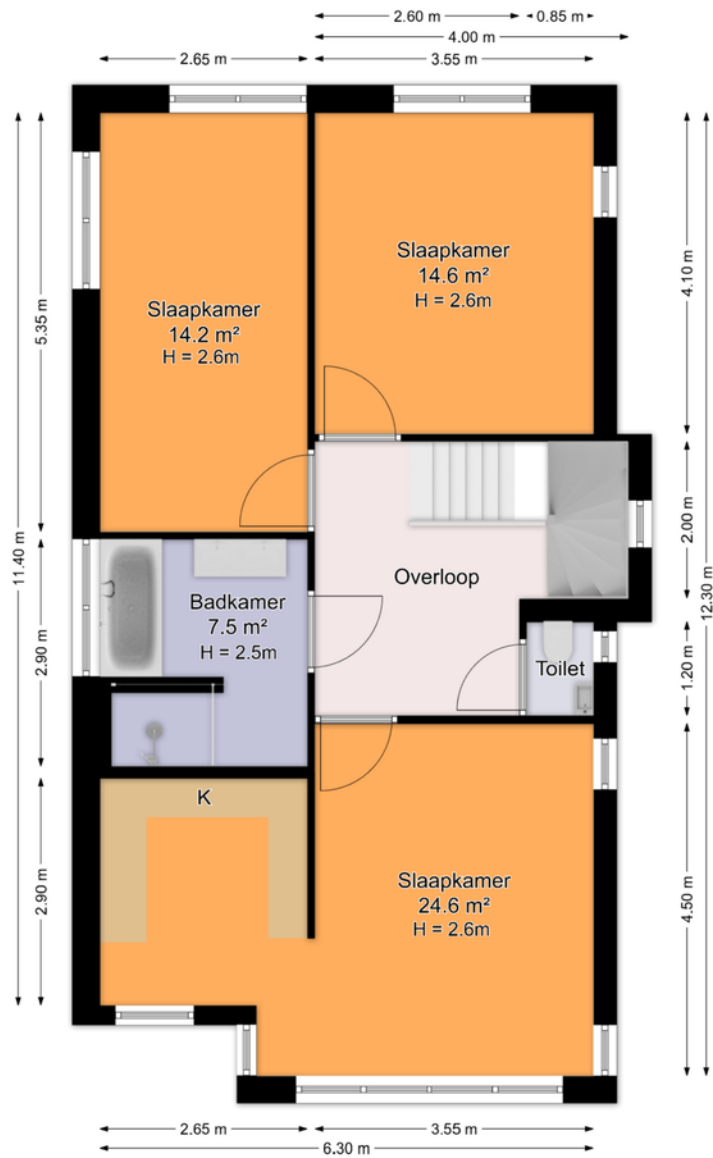 2.60 m
0.85 m
4.00 m
2.65 m
3.55 m
Slaapkamer
14.6 m²
H = 2.6m
Slaapkamer
14.2 m²
H = 2.6m
5.35 m
4.10 m
11.40 m
12.30 m
2.00 m
Overloop
Badkamer
7.5 m²
H = 2.5m
2.90 m
1.20 m
Toilet
K
2.90 m
Slaapkamer
24.6 m²
H = 2.6m
4.50 m
2.65 m
3.55 m
6.30 m